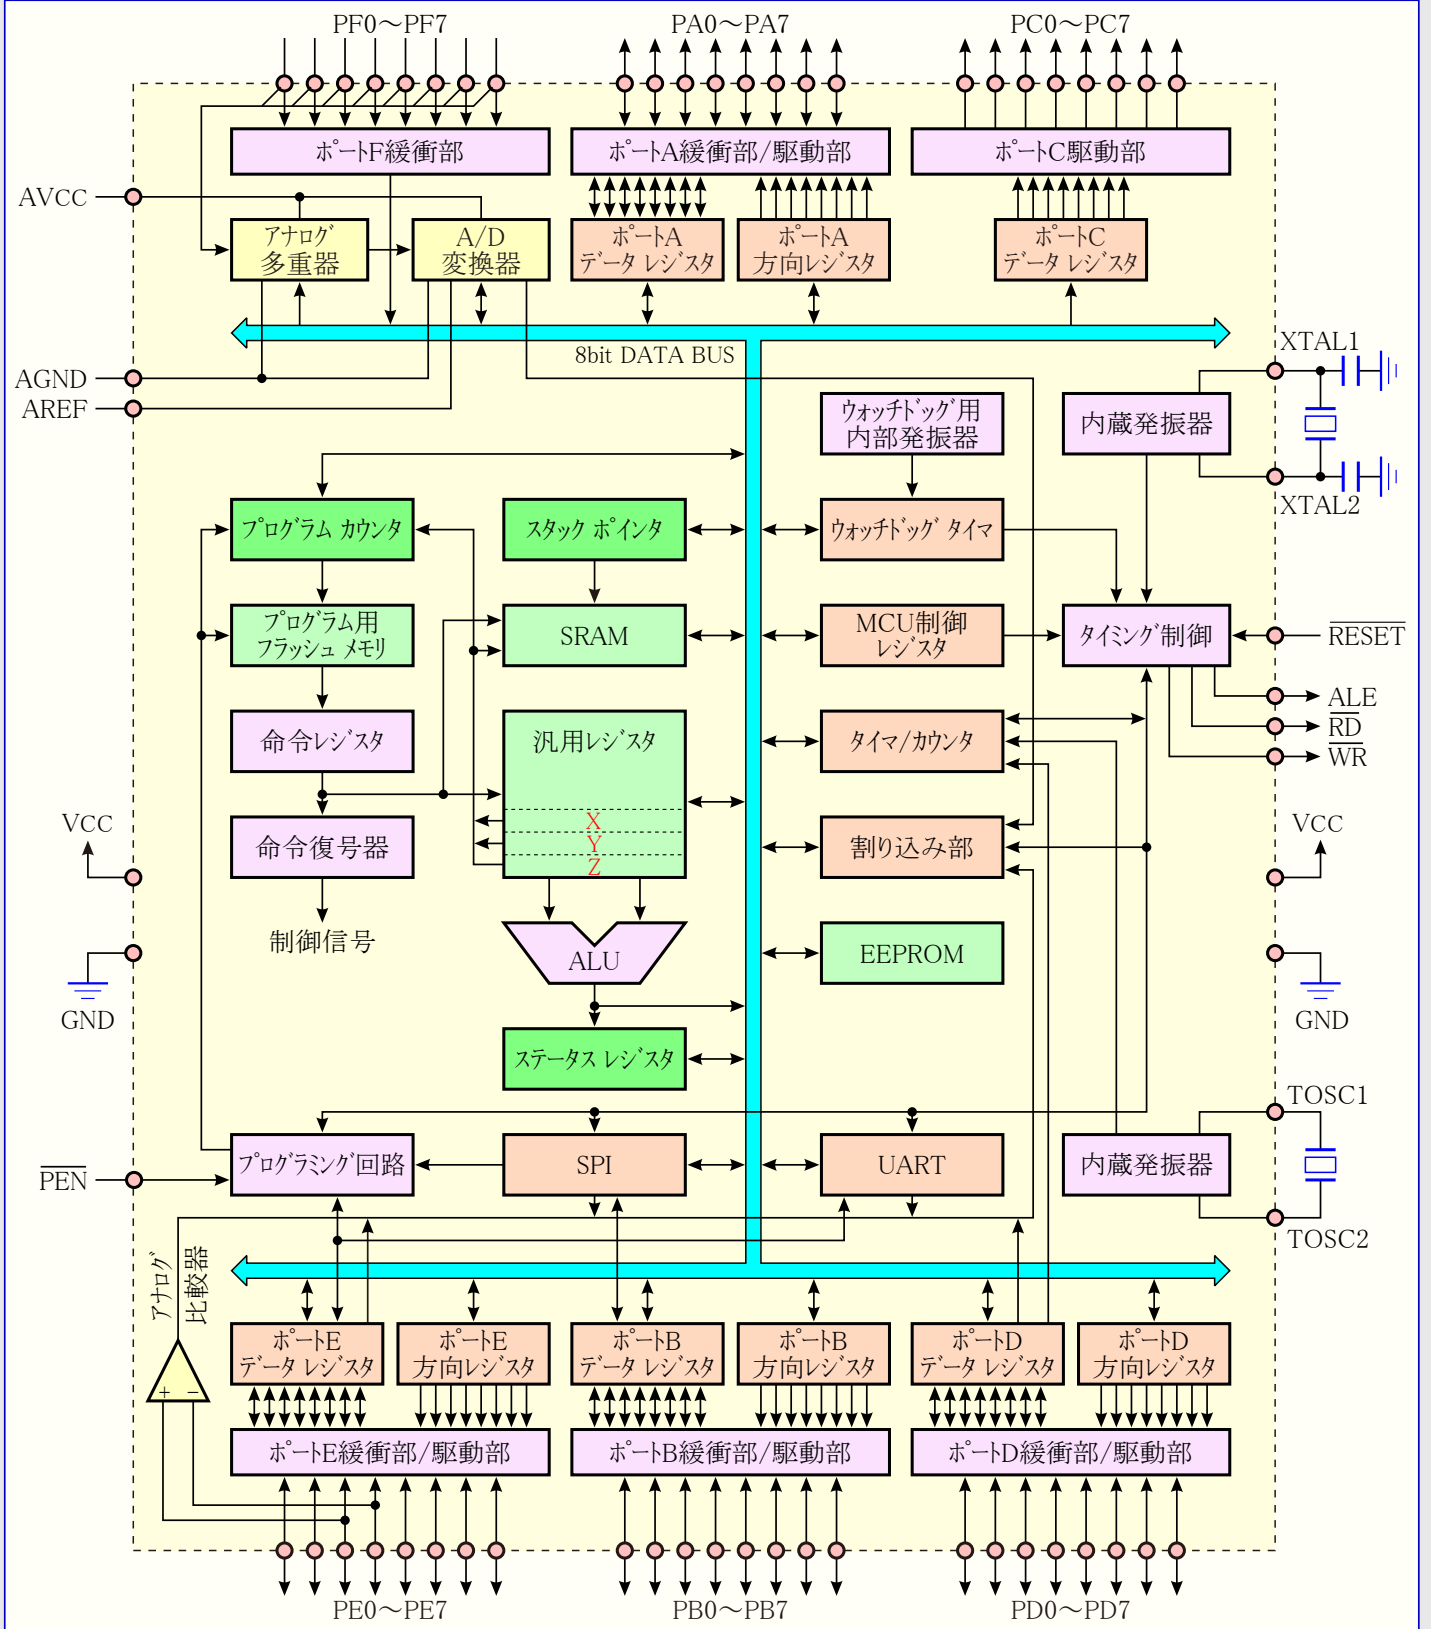 PF0～PF7
PA0～PA7
PC0～PC7
ポートF緩衝部
ポートA緩衝部/駆動部
ポートC駆動部
AVCC
アナログ
多重器
A/D
変換器
ポートA
データ レジスタ
ポートA
方向レジスタ
ポートC
データ レジスタ
8bit DATA BUS
XTAL1
AGND
AREF
ウォッチドッグ用
内部発振器
内蔵発振器
XTAL2
プログラム カウンタ
スタック ポインタ
ウォッチドッグ タイマ
プログラム用
フラッシュ メモリ
SRAM
MCU制御
レジスタ
タイミング制御
RESET
ALE
RD
WR
命令レジスタ
汎用レジスタ
タイマ/カウンタ
X
Y
Z
VCC
命令復号器
割り込み部
VCC
制御信号
ALU
EEPROM
GND
GND
ステータス レジスタ
TOSC1
PEN
プログラミング回路
SPI
UART
内蔵発振器
TOSC2
アナログ
比較器
ポートE
データ レジスタ
ポートE
方向レジスタ
ポートB
データ レジスタ
ポートB
方向レジスタ
ポートD
データ レジスタ
ポートD
方向レジスタ
+ −
ポートE緩衝部/駆動部
ポートB緩衝部/駆動部
ポートD緩衝部/駆動部
PE0～PE7
PB0～PB7
PD0～PD7